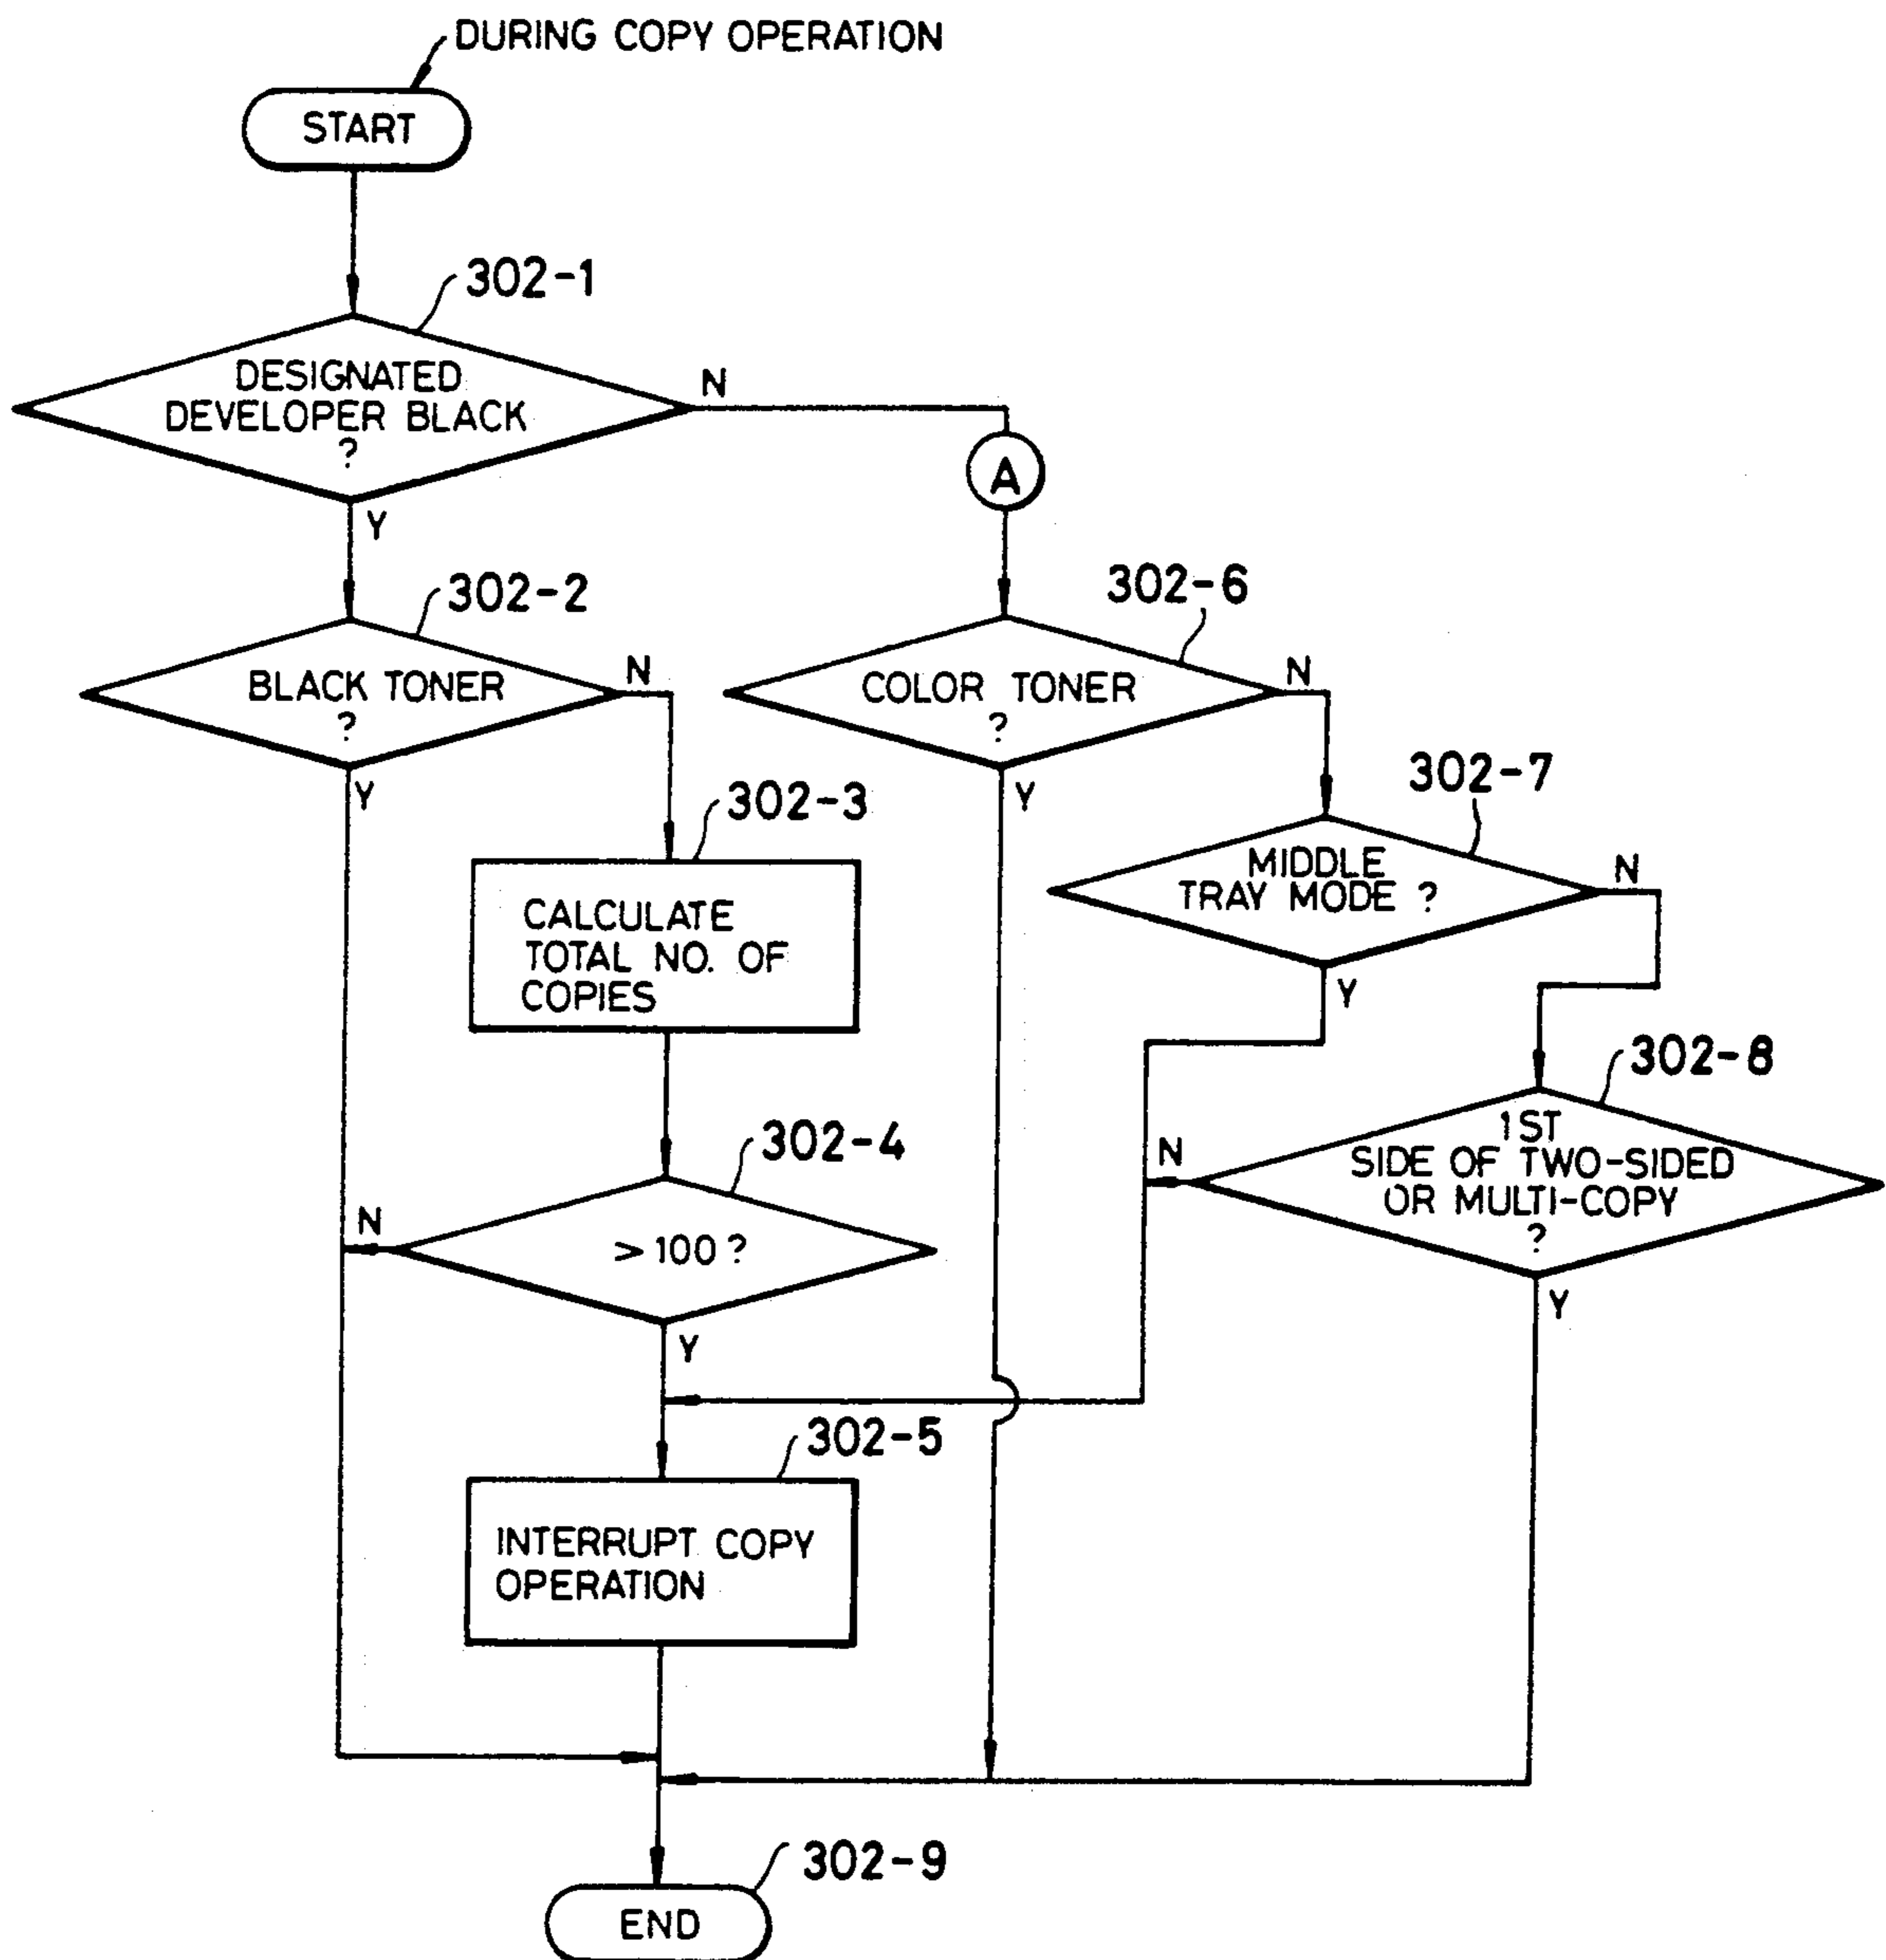 DURING COPY OPERATION
START
302-1
DESIGNATED
DEVELOPER BLACK
?
N
Y
A
302-2
BLACK TONER
?
N
Y
302-6
COLOR TONER
?
N
Y
302-3
CALCULATE
TOTAL NO. OF
COPIES
302-7
MIDDLE
TRAY MODE ?
N
Y
302-4
> 100 ?
N
Y
302-8
1ST
SIDE OF TWO-SIDED
OR MULTI-COPY
?
N
Y
302-5
INTERRUPT COPY
OPERATION
302-9
END